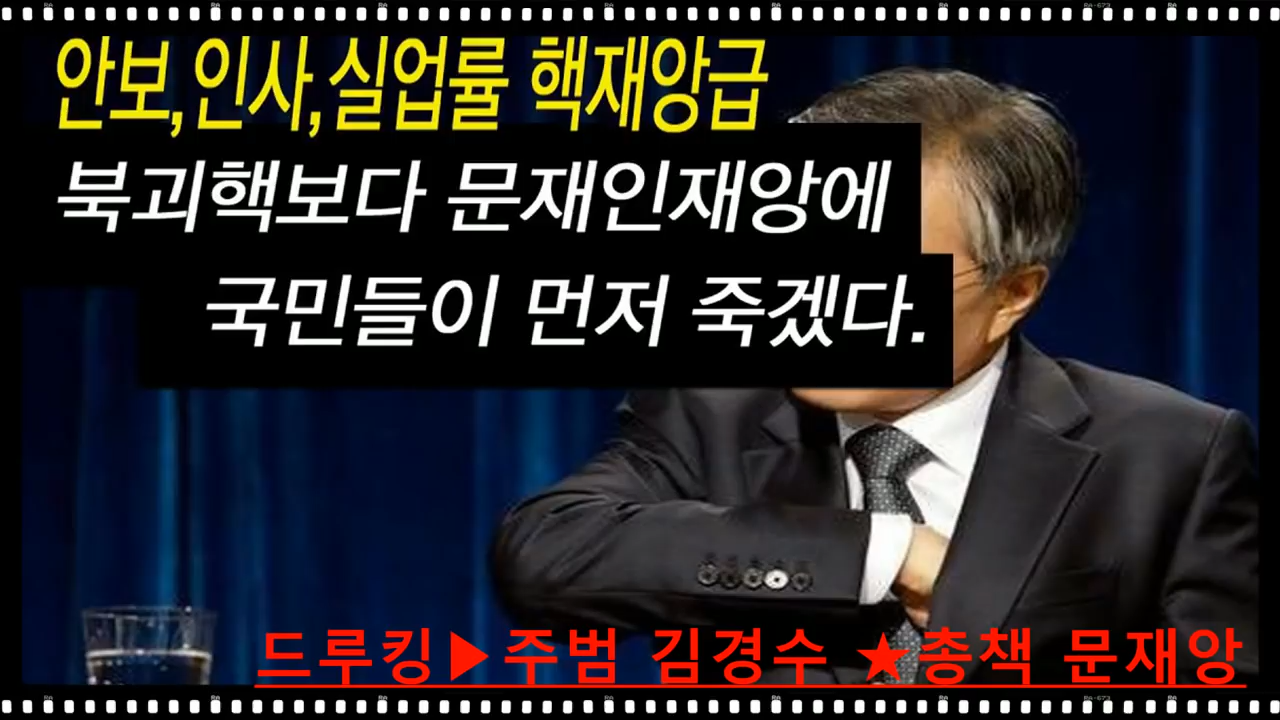 안보,인사,실업률 핵재앙급
북괴핵보다 문재인재앙에
국민들이 먼저 죽겠다.
드루킹▶주범 김경수 ★총책 문재앙